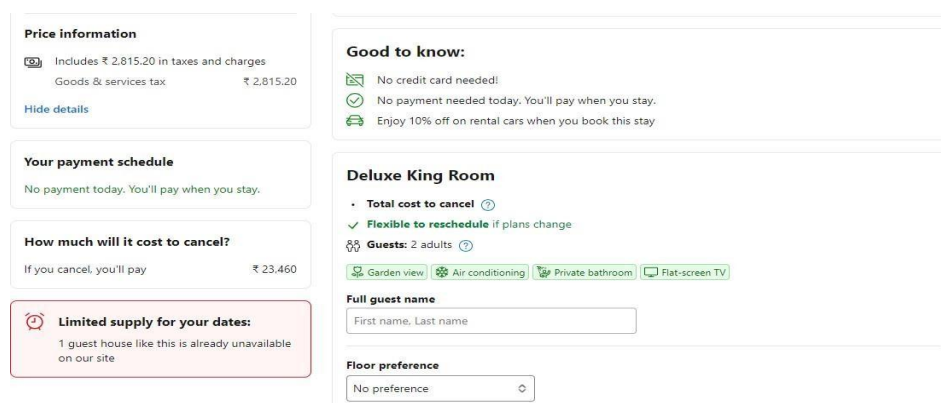 Price information
Includes ₹ 2,815.20 in taxes and charges
Goods & services tax ₹ 2,815.20
Hide details
Your payment schedule
No payment today. You'll pay when you stay.
How much will it cost to cancel?
If you cancel, you'll pay ₹ 23,460
Limited supply for your dates:
1 guest house like this is already unavailable
on our site
Good to know:
No credit card needed!
No payment needed today. You'll pay when you stay.
Enjoy 10% off on rental cars when you book this stay
Deluxe King Room
• Total cost to cancel ?
Flexible to reschedule if plans change
Guests: 2 adults ?
Garden view Air conditioning Private bathroom Flat-screen TV
Full guest name
First name, Last name
Floor preference
No preference